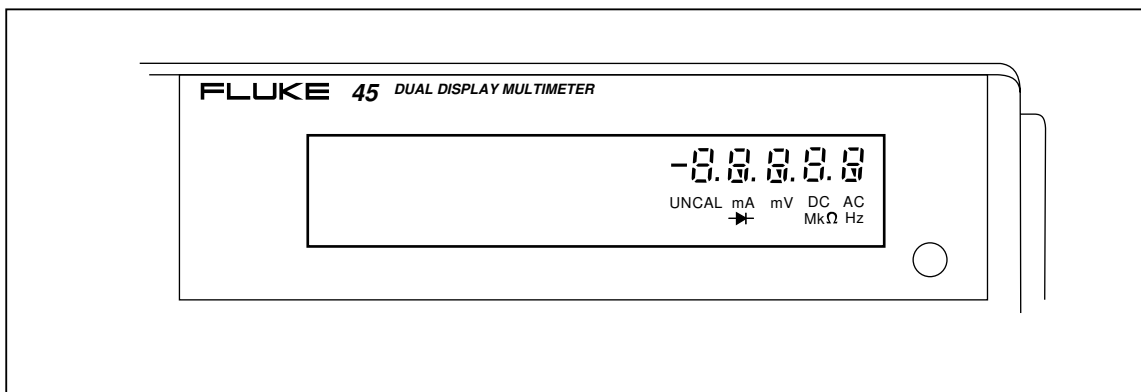 FLUKE 45 DUAL DISPLAY MULTIMETER
-8.8.8.8.8
UNCAL mA mV DC AC
MkΩ Hz